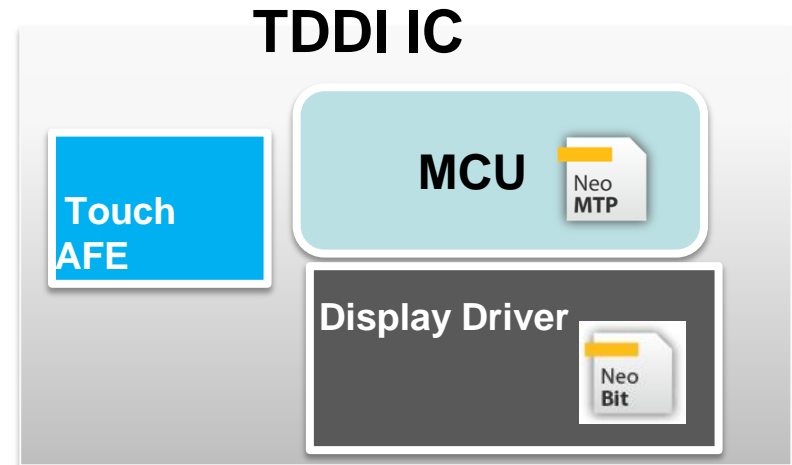 TDDI IC
MCU
Neo
MTP
Touch
AFE
Display Driver
Neo
Bit